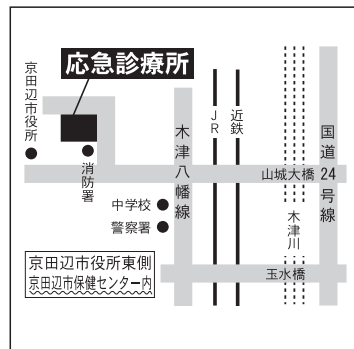 応急診療所
京田辺市役所
消防署
木津八幡線
JR
近鉄
国道24号線
山城大橋
中学校
警察署
木津川
京田辺市役所東側
京田辺市保健センター内
玉水橋